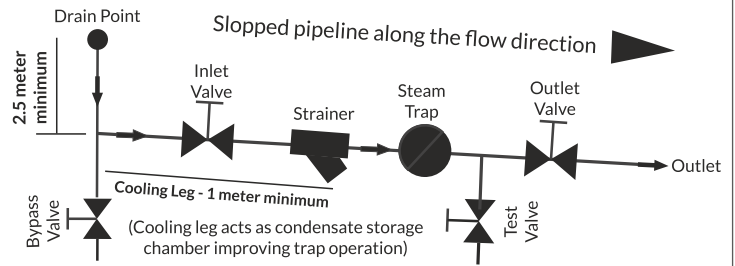 Drain Point
Slopped pipeline along the flow direction
2.5 meter
minimum
Inlet
Valve
Strainer
Steam
Trap
Outlet
Valve
Outlet
Cooling Leg - 1 meter minimum
Bypass
Valve
(Cooling leg acts as condensate storage
chamber improving trap operation)
Test
Valve